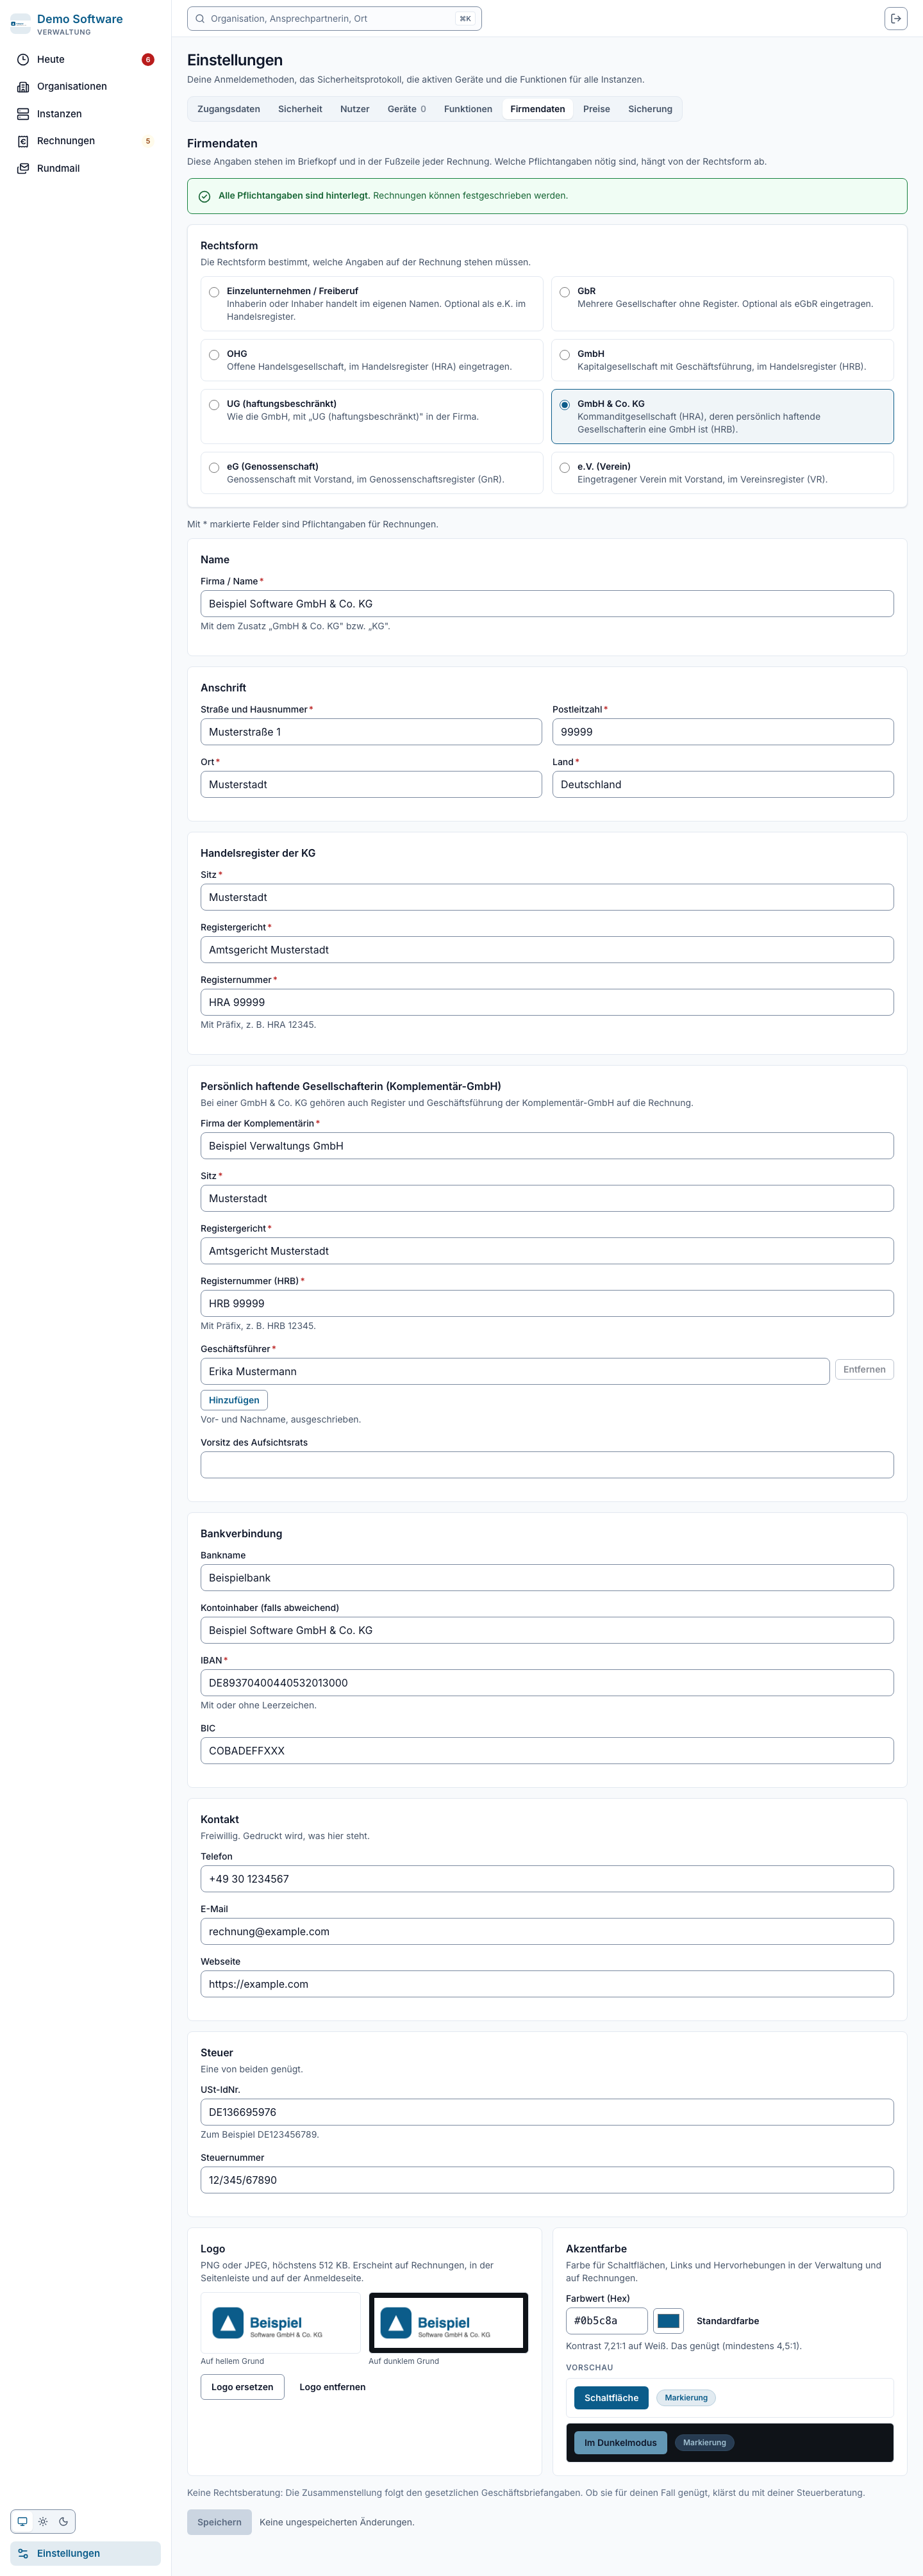 Demo Software
VERWALTUNG
Heute
6
Organisationen
Instanzen
Rechnungen
5
Rundmail
Organisation, Ansprechpartnerin, Ort
⌘K
Einstellungen
Deine Anmeldemethoden, das Sicherheitsprotokoll, die aktiven Geräte und die Funktionen für alle Instanzen.
Zugangsdaten Sicherheit Nutzer Geräte 0 Funktionen Firmendaten Preise Sicherung
Firmendaten
Diese Angaben stehen im Briefkopf und in der Fußzeile jeder Rechnung. Welche Pflichtangaben nötig sind, hängt von der Rechtsform ab.
Alle Pflichtangaben sind hinterlegt. Rechnungen können festgeschrieben werden.
Rechtsform
Die Rechtsform bestimmt, welche Angaben auf der Rechnung stehen müssen.
Einzelunternehmen / Freiberuf
Inhaberin oder Inhaber handelt im eigenen Namen. Optional als e.K. im
Handelsregister.
GbR
Mehrere Gesellschafter ohne Register. Optional als eGbR eingetragen.
OHG
Offene Handelsgesellschaft, im Handelsregister (HRA) eingetragen.
GmbH
Kapitalgesellschaft mit Geschäftsführung, im Handelsregister (HRB).
UG (haftungsbeschränkt)
Wie die GmbH, mit „UG (haftungsbeschränkt)" in der Firma.
GmbH & Co. KG
Kommanditgesellschaft (HRA), deren persönlich haftende
Gesellschafterin eine GmbH ist (HRB).
eG (Genossenschaft)
Genossenschaft mit Vorstand, im Genossenschaftsregister (GnR).
e.V. (Verein)
Eingetragener Verein mit Vorstand, im Vereinsregister (VR).
Mit * markierte Felder sind Pflichtangaben für Rechnungen.
Name
Firma / Name *
Beispiel Software GmbH & Co. KG
Mit dem Zusatz „GmbH & Co. KG" bzw. „KG".
Anschrift
Straße und Hausnummer *
Musterstraße 1
Postleitzahl *
99999
Ort *
Musterstadt
Land *
Deutschland
Handelsregister der KG
Sitz *
Musterstadt
Registergericht *
Amtsgericht Musterstadt
Registernummer *
HRA 99999
Mit Präfix, z. B. HRA 12345.
Persönlich haftende Gesellschafterin (Komplementär-GmbH)
Bei einer GmbH & Co. KG gehören auch Register und Geschäftsführung der Komplementär-GmbH auf die Rechnung.
Firma der Komplementärin *
Beispiel Verwaltungs GmbH
Sitz *
Musterstadt
Registergericht *
Amtsgericht Musterstadt
Registernummer (HRB) *
HRB 99999
Mit Präfix, z. B. HRB 12345.
Geschäftsführer *
Erika Mustermann
Entfernen
Hinzufügen
Vor- und Nachname, ausgeschrieben.
Vorsitz des Aufsichtsrats
Bankverbindung
Bankname
Beispielbank
Kontoinhaber (falls abweichend)
Beispiel Software GmbH & Co. KG
IBAN *
DE89370400440532013000
Mit oder ohne Leerzeichen.
BIC
COBADEFFXXX
Kontakt
Freiwillig. Gedruckt wird, was hier steht.
Telefon
+49 30 1234567
E-Mail
rechnung@example.com
Webseite
https://example.com
Steuer
Eine von beiden genügt.
USt-IdNr.
DE136695976
Zum Beispiel DE123456789.
Steuernummer
12/345/67890
Logo
PNG oder JPEG, höchstens 512 KB. Erscheint auf Rechnungen, in der
Seitenleiste und auf der Anmeldeseite.
Beispiel
Software GmbH & Co. KG
Auf hellem Grund
Beispiel
Software GmbH & Co. KG
Auf dunklem Grund
Logo ersetzen
Logo entfernen
Akzentfarbe
Farbe für Schaltflächen, Links und Hervorhebungen in der Verwaltung und
auf Rechnungen.
Farbwert (Hex)
#0b5c8a
Standardfarbe
Kontrast 7,21:1 auf Weiß. Das genügt (mindestens 4,5:1).
VORSCHAU
Schaltfläche
Markierung
Im Dunkelmodus
Markierung
Keine Rechtsberatung: Die Zusammenstellung folgt den gesetzlichen Geschäftsbriefangaben. Ob sie für deinen Fall genügt, klärst du mit deiner Steuerberatung.
Speichern
Keine ungespeicherten Änderungen.
Einstellungen